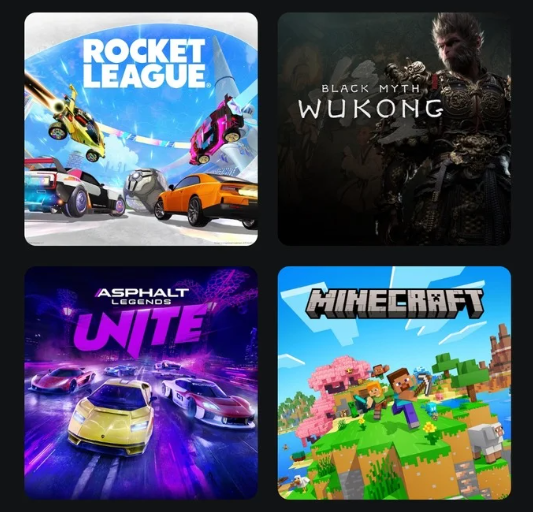 ROCKET
LEAGUE
BLACK MYTH
WUKONG
ASPHALT
LEGENDS
UNITE
MINECRAFT